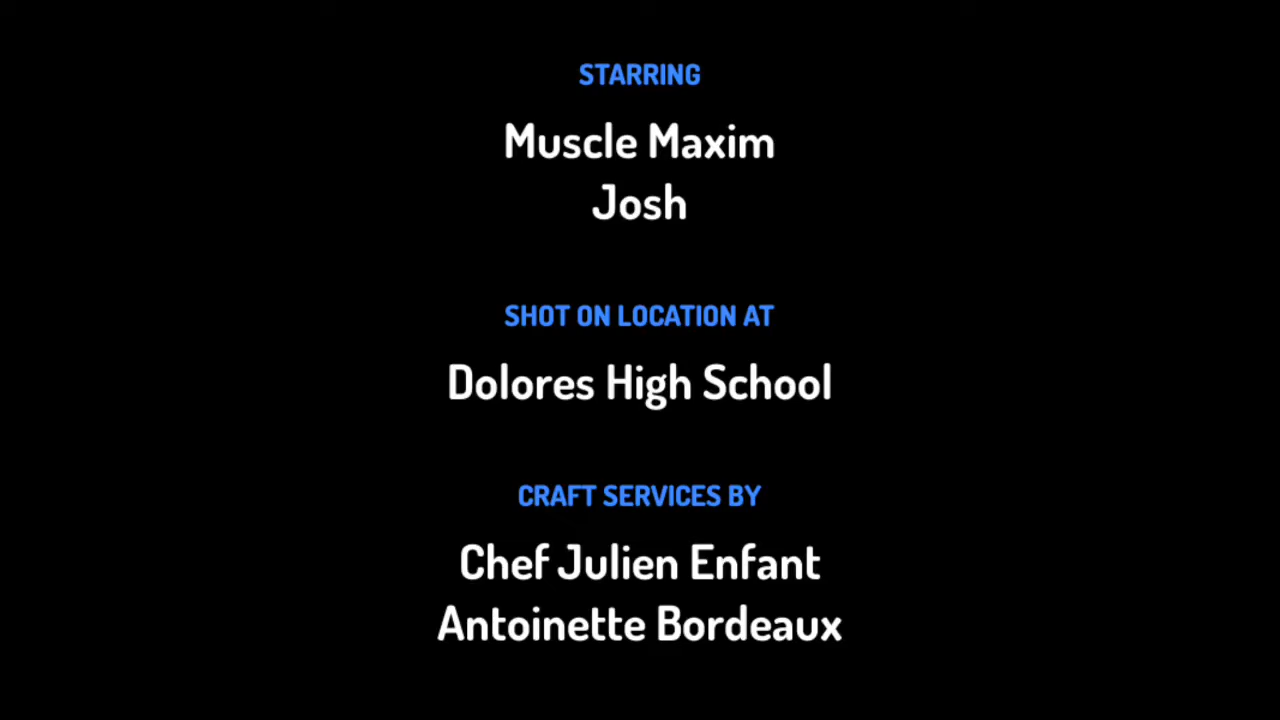 STARRING
Muscle Maxim
Josh
SHOT ON LOCATION AT
Dolores High School
CRAFT SERVICES BY
Chef Julien Enfant
Antoinette Bordeaux